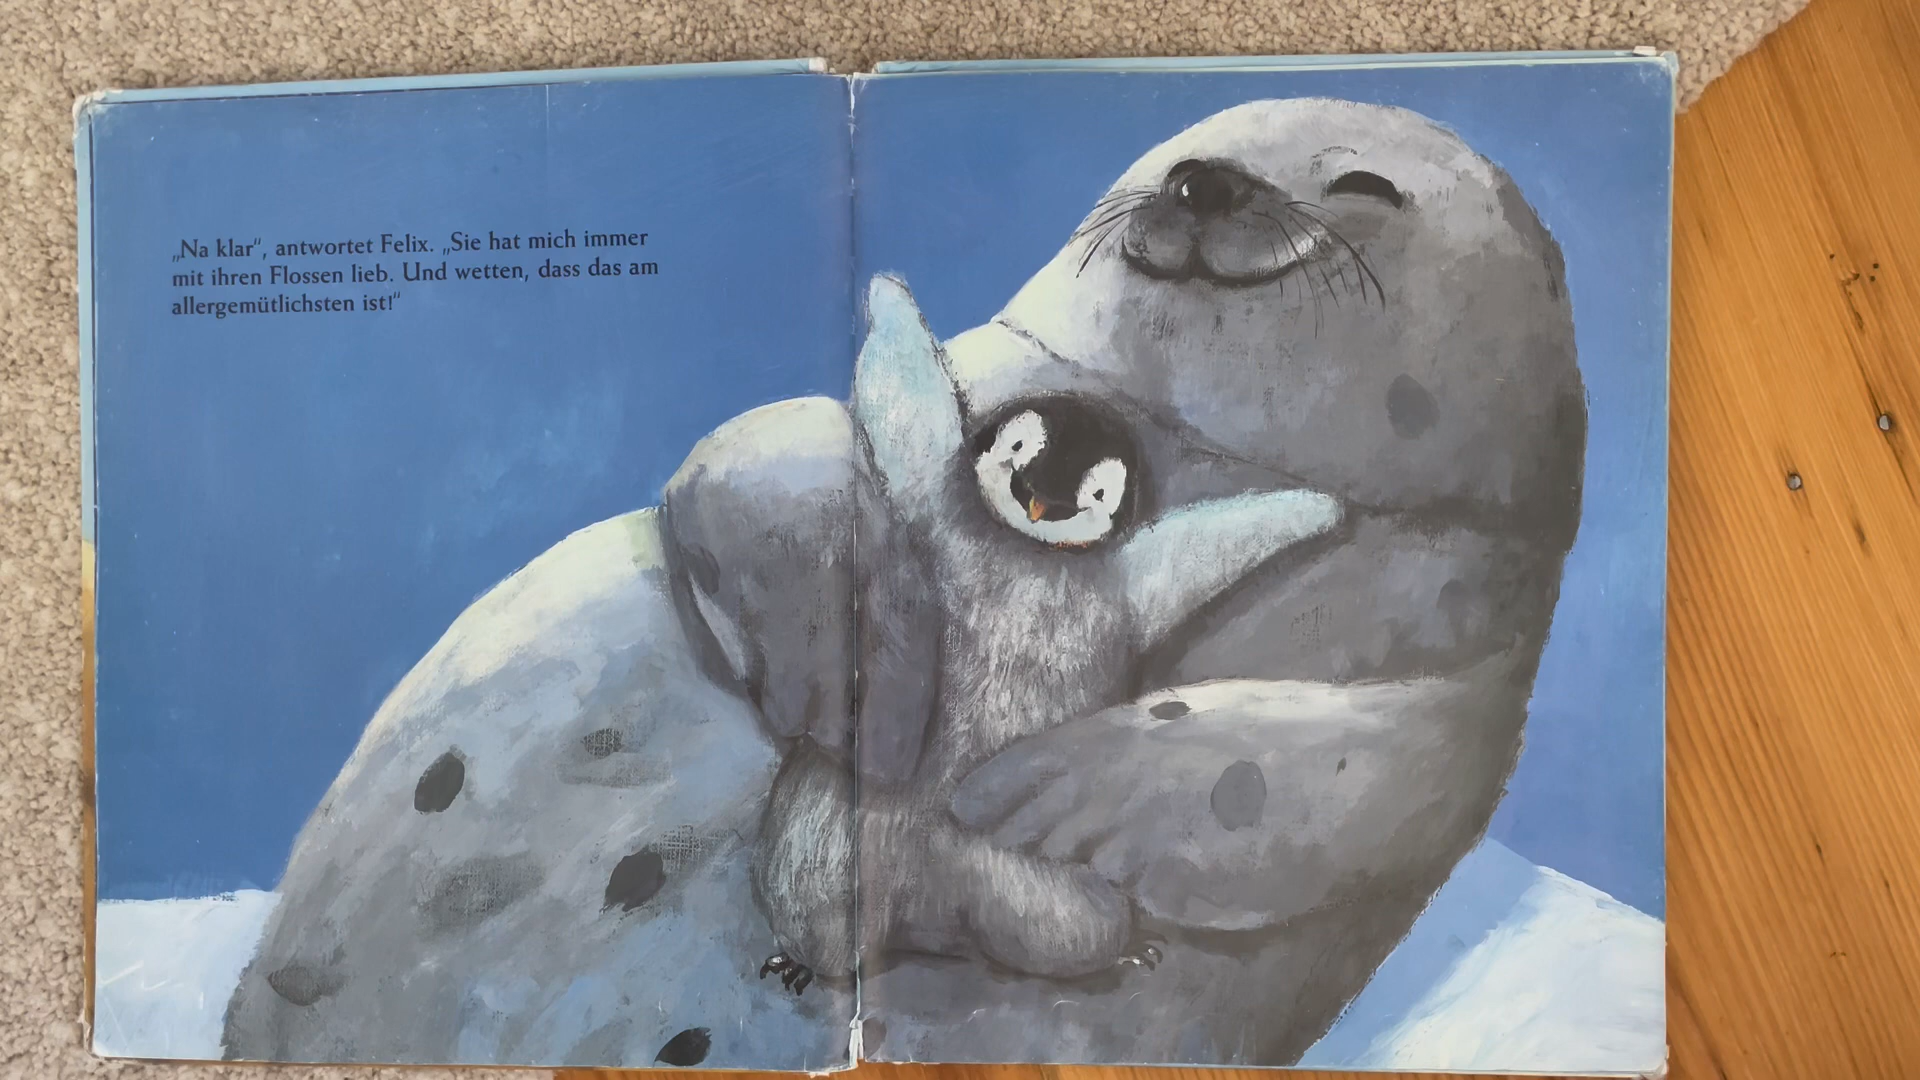 „Na klar“, antwortet Felix. „Sie hat mich immer
mit ihren Flossen lieb. Und wetten, dass das am
allergemütlichsten ist!“